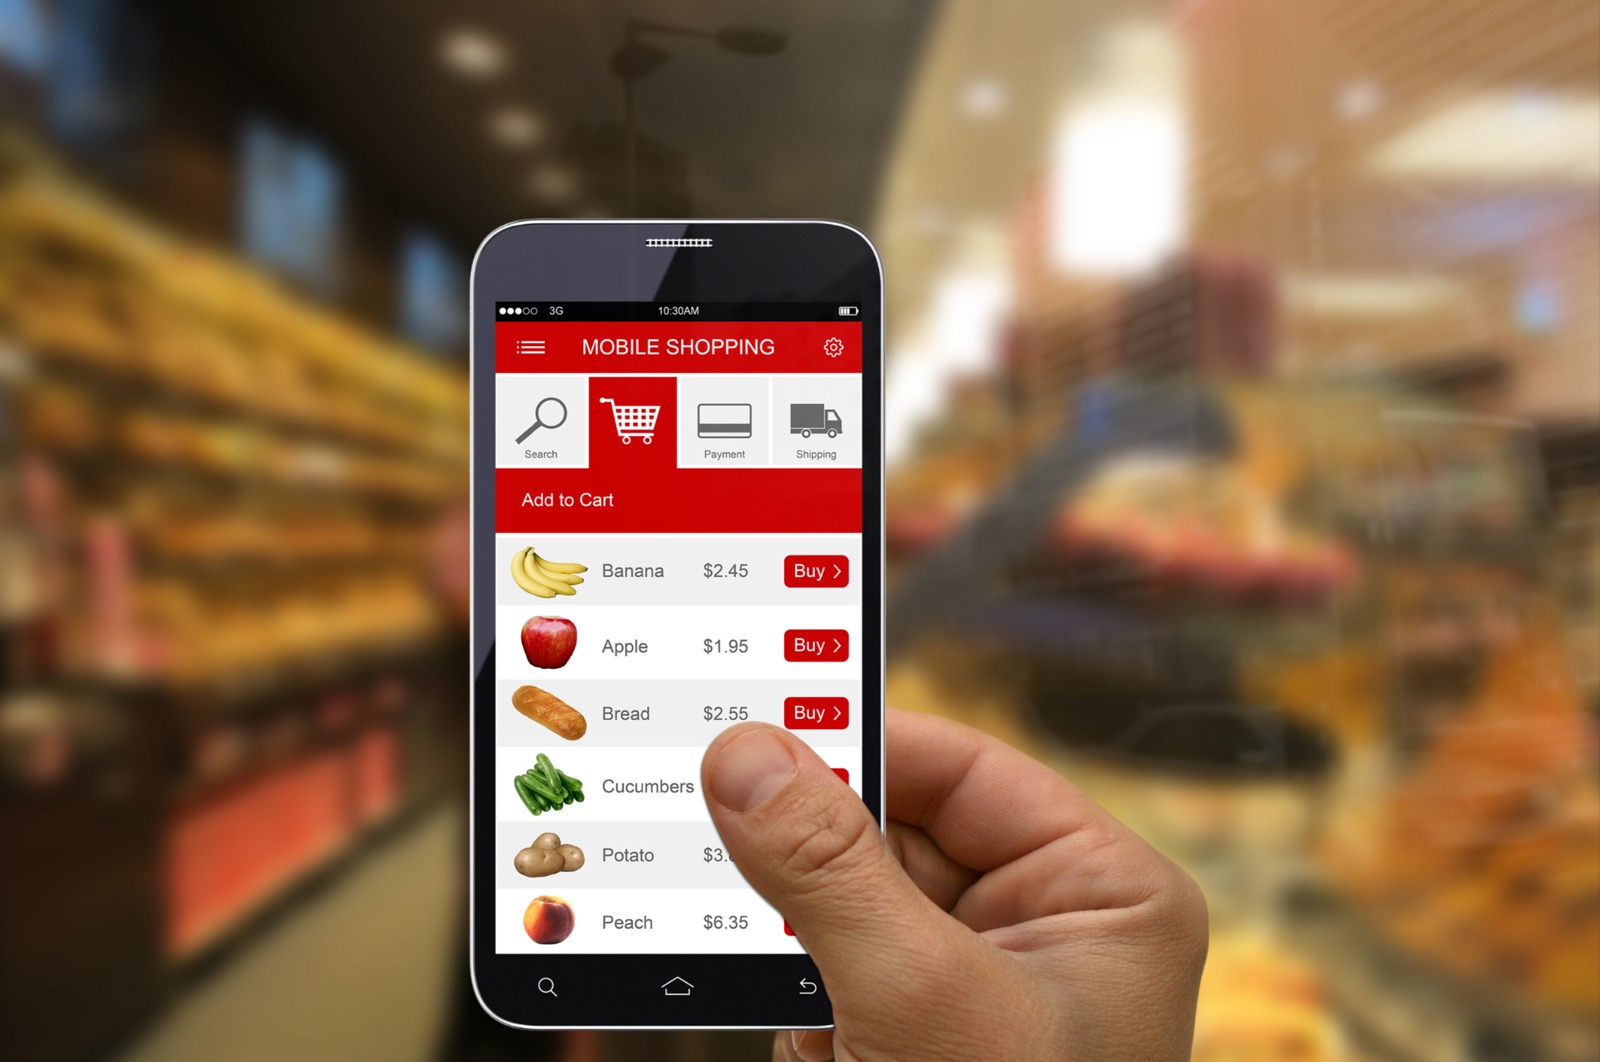 3G 10:30AM
MOBILE SHOPPING
Search Payment Shipping
Add to Cart
Banana $2.45 Buy
Apple $1.95 Buy
Bread $2.55 Buy
Cucumbers
Potato $3.
Peach $6.35